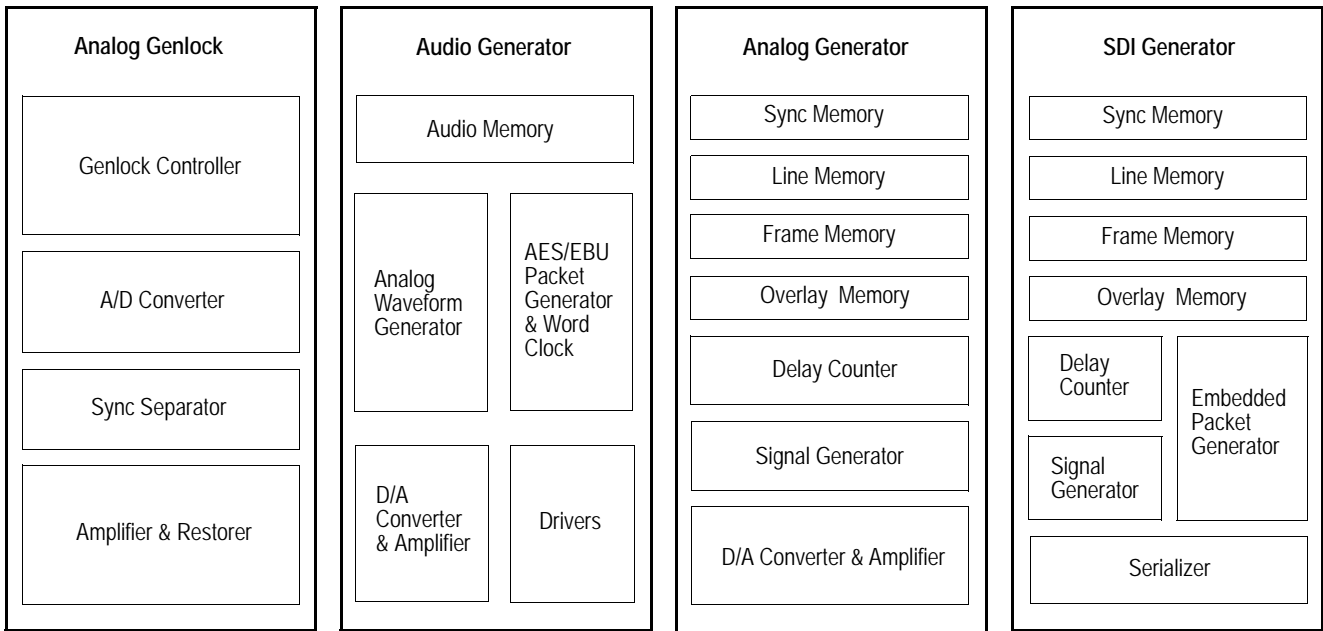 Analog Genlock
Genlock Controller
A/D Converter
Sync Separator
Amplifier & Restorer
Audio Generator
Audio Memory
Analog
Waveform
Generator
AES/EBU
Packet
Generator
& Word
Clock
D/A
Converter
& Amplifier
Drivers
Analog Generator
Sync Memory
Line Memory
Frame Memory
Overlay Memory
Delay Counter
Signal Generator
D/A Converter & Amplifier
SDI Generator
Sync Memory
Line Memory
Frame Memory
Overlay Memory
Delay
Counter
Signal
Generator
Embedded
Packet
Generator
Serializer